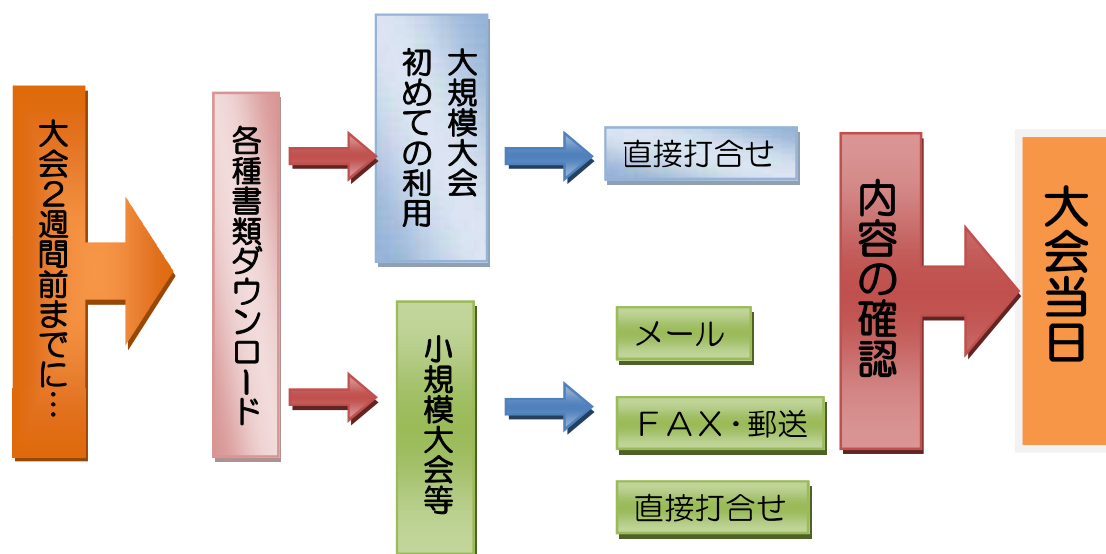 大会２週間前までに…
各種書類ダウンロード
大規模大会
初めての利用
直接打合せ
小規模大会等
メール
ＦＡＸ・郵送
直接打合せ
内容の確認
大会当日